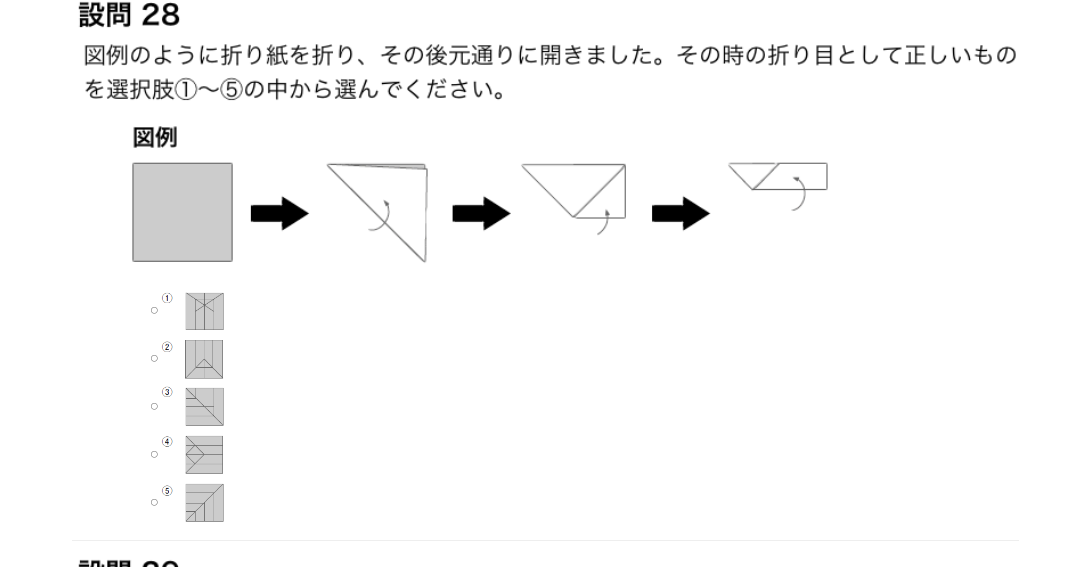 設問 28
図例のように折り紙を折り、その後元通りに開きました。その時の折り目として正しいもの
を選択肢①～⑤の中から選んでください。
図例
①
②
③
④
⑤